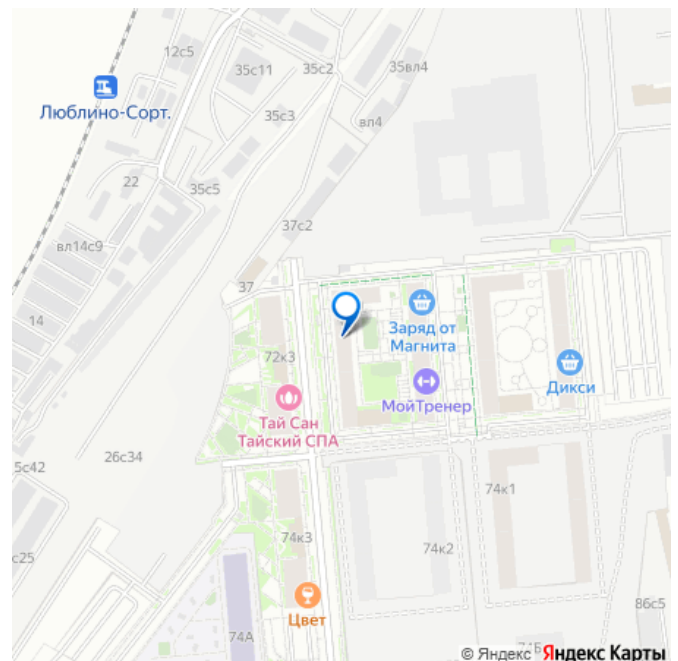 12с5
35с11
35с2
35вл4
Люблино-Сорт.
35с3
вл4
22
35с5
37с2
вл14с9
37
14
Заряд от
Магнита
72к3
Дикси
МойТренер
Тай Сан
Тайский СПА
5с42
26с34
74к1
74к3
74к2
с25
86с5
Цвет
74А
74Б
© Яндекс Яндекс Карты